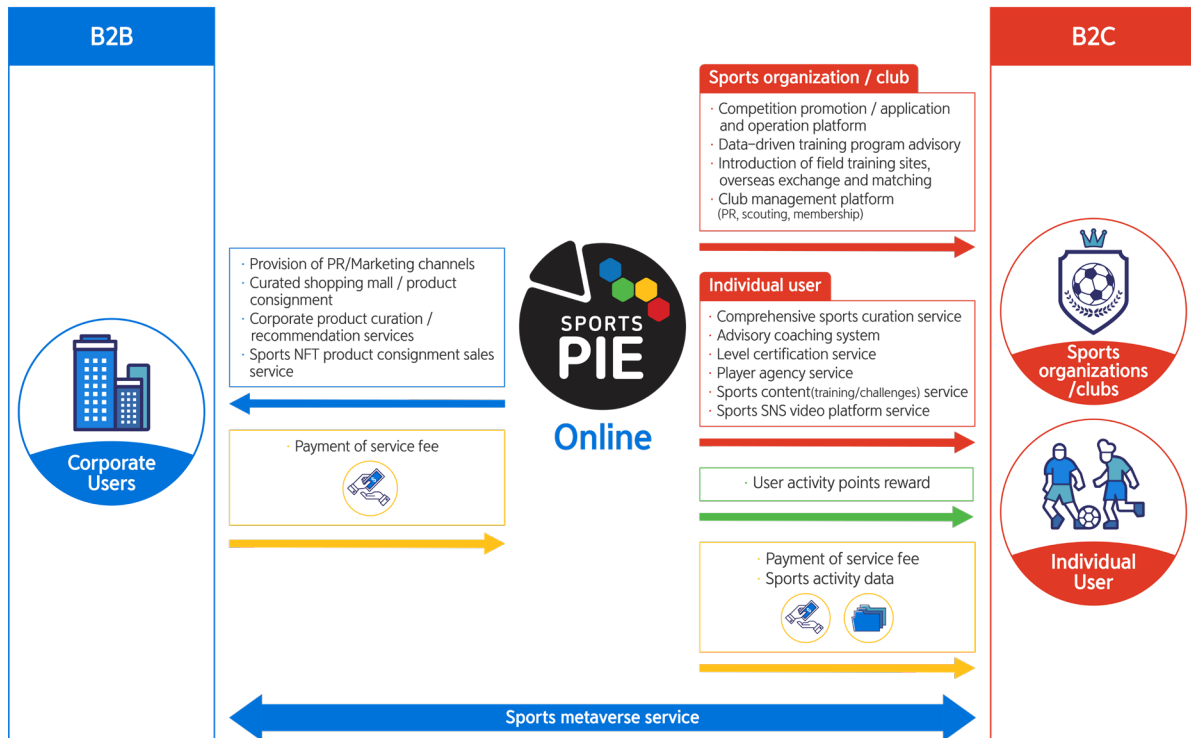 B2B
B2C
· Provision of PR/Marketing channels
· Curated shopping mall / product
consignment
· Corporate product curation /
recommendation services
· Sports NFT product consignment sales
service
· Payment of service fee
Corporate
Users
SPORTS
PIE
Online
Sports organization / club
· Competition promotion / application
and operation platform
· Data-driven training program advisory
· Introduction of field training sites,
overseas exchange and matching
· Club management platform
(PR, scouting, membership)
Individual user
· Comprehensive sports curation service
· Advisory coaching system
· Level certification service
· Player agency service
· Sports content(training/challenges) service
· Sports SNS video platform service
· User activity points reward
· Payment of service fee
· Sports activity data
Sports
organizations
/clubs
Individual
User
Sports metaverse service